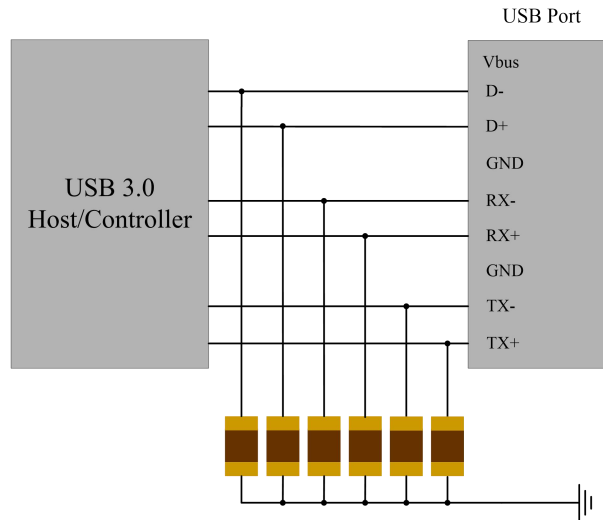 USB Port
USB 3.0
Host/Controller
Vbus
D-
D+
GND
RX-
RX+
GND
TX-
TX+